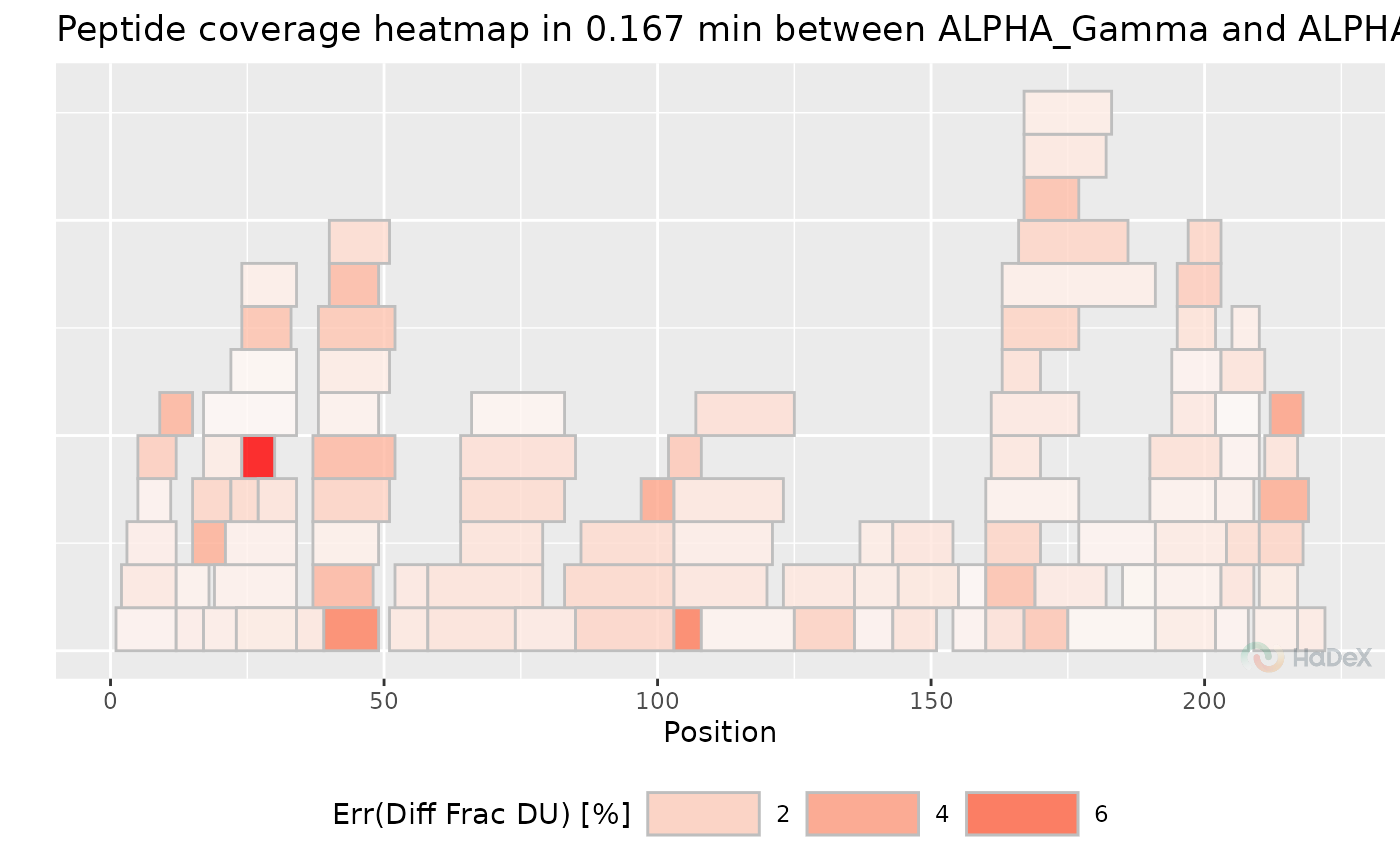 Peptide coverage heatmap in 0.167 min between ALPHA_Gamma and ALPHA
HaDeX
0 50 100 150 200
Position
Err(Diff Frac DU) [%] 2 4 6